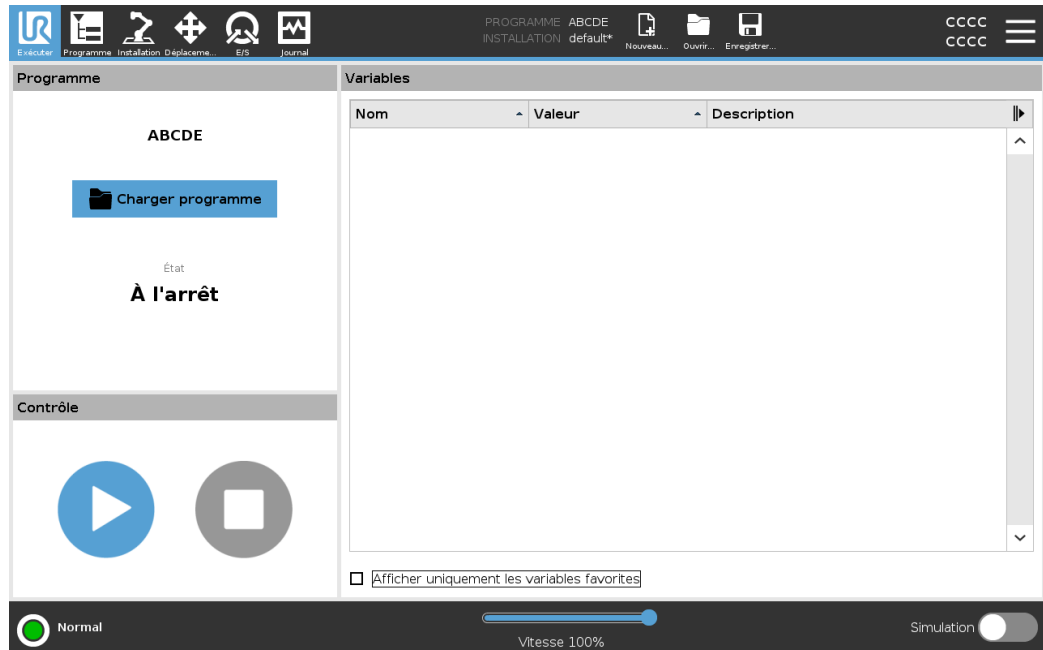 PROGRAMME ABCDE
INSTALLATION default*
CCCC
CCCC
Exécuter Programme Installation Déplaceme... E/S Journal
Nouveau... Ouvrir... Enregistrer...
Programme
Variables
Nom Valeur Description
ABCDE
Charger programme
État
À l'arrêt
Contrôle
Afficher uniquement les variables favorites
Normal
Vitesse 100%
Simulation